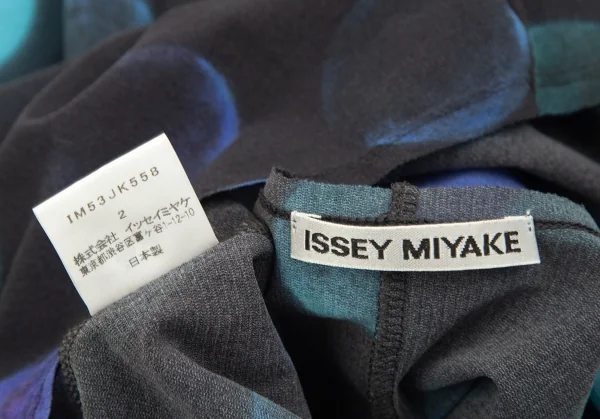 IM53JK558
2
株式会社 イッセイミヤケ
東京都渋谷区富ヶ谷1-12-10
日本製
ISSEY MIYAKE